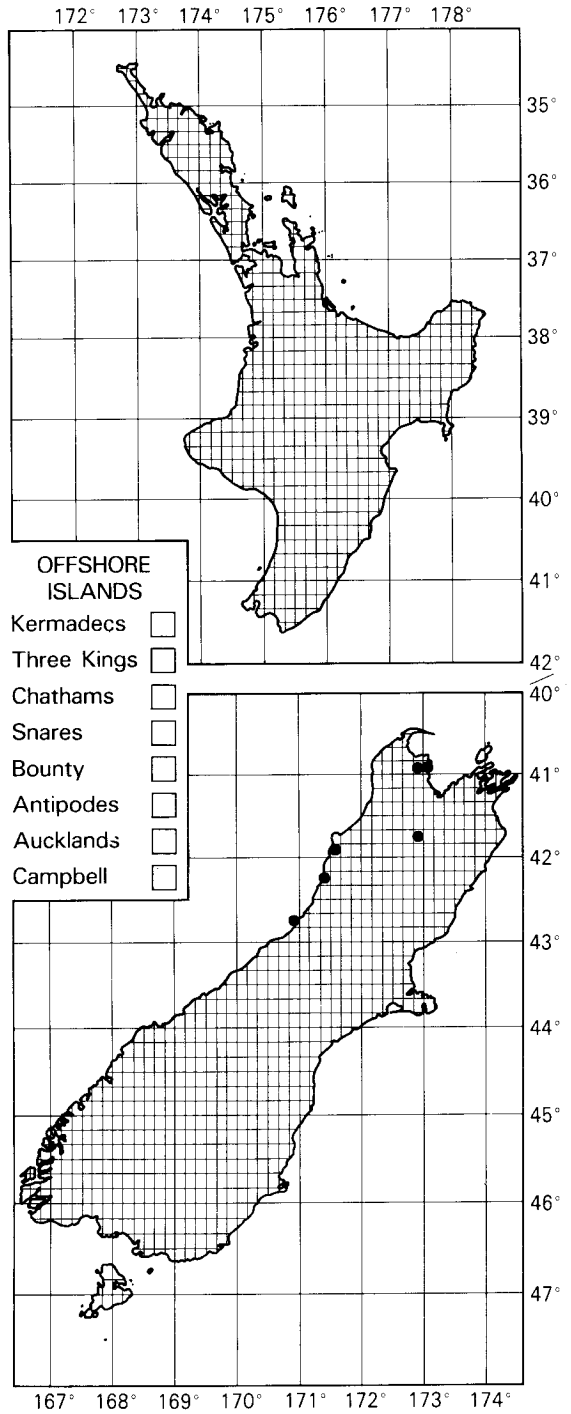 172° 173° 174° 175° 176° 177° 178°
35°
36°
37°
38°
39°
40°
41°
42°
OFFSHORE
ISLANDS
Kermadecs
Three Kings
Chathams
Snares
Bounty
Antipodes
Aucklands
Campbell
40°
41°
42°
43°
44°
45°
46°
47°
167° 168° 169° 170° 171° 172° 173° 174°